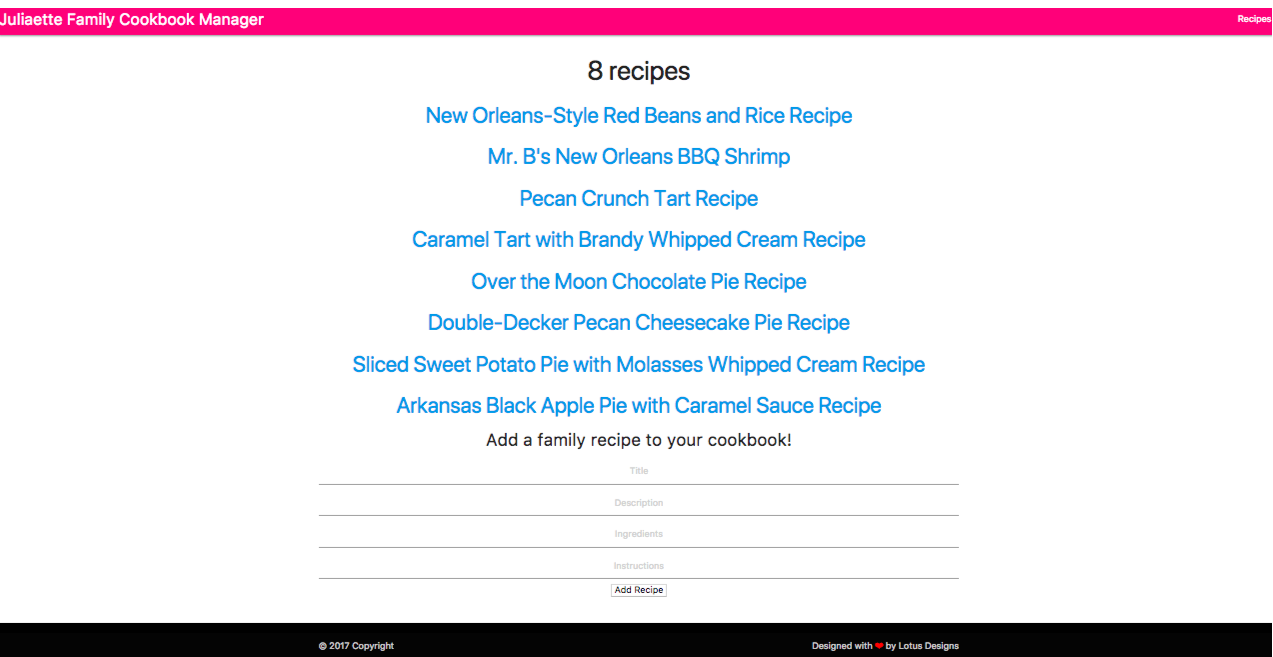 Juliaette Family Cookbook Manager
Recipes
8 recipes
New Orleans-Style Red Beans and Rice Recipe
Mr. B's New Orleans BBQ Shrimp
Pecan Crunch Tart Recipe
Caramel Tart with Brandy Whipped Cream Recipe
Over the Moon Chocolate Pie Recipe
Double-Decker Pecan Cheesecake Pie Recipe
Sliced Sweet Potato Pie with Molasses Whipped Cream Recipe
Arkansas Black Apple Pie with Caramel Sauce Recipe
Add a family recipe to your cookbook!
Title
Description
Ingredients
Instructions
Add Recipe
© 2017 Copyright
Designed with ❤ by Lotus Designs